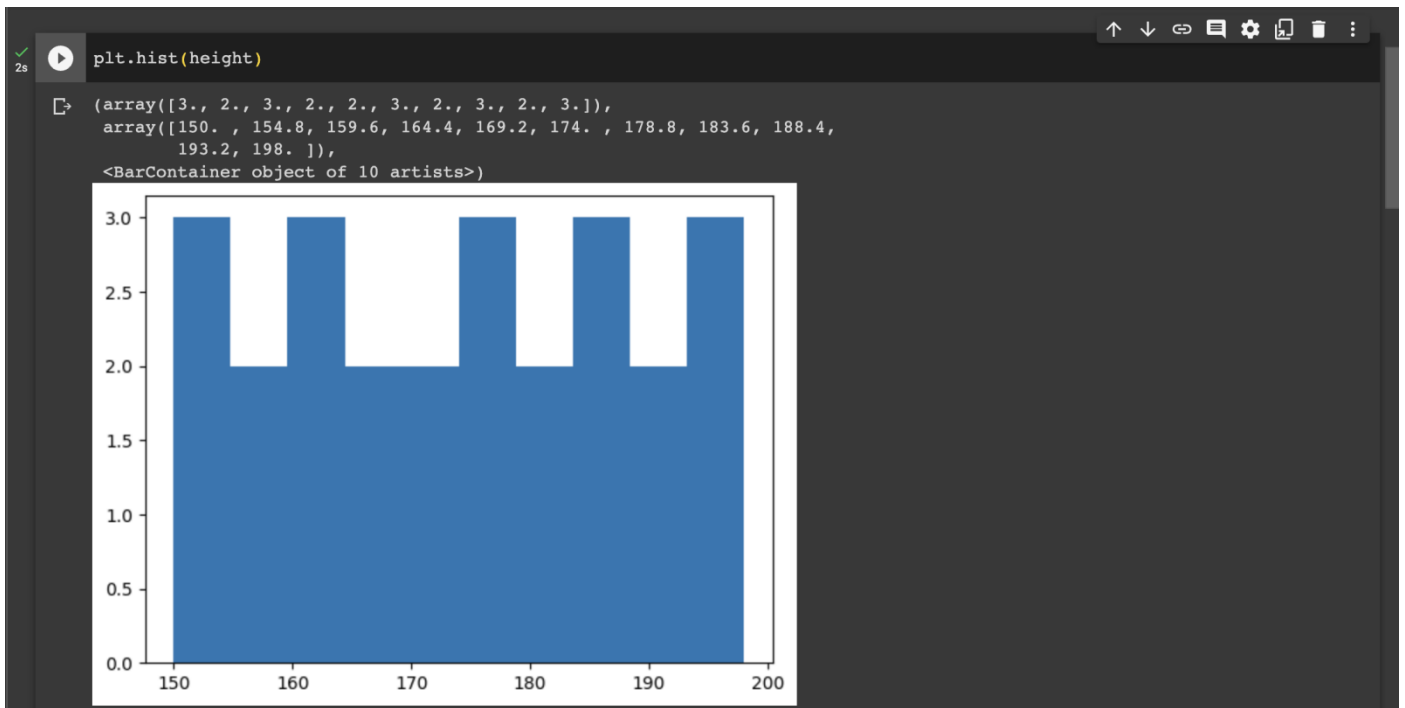 2s
plt.hist(height)
(array([3., 2., 3., 2., 2., 3., 2., 3., 2., 3.]),
array([150. , 154.8, 159.6, 164.4, 169.2, 174. , 178.8, 183.6, 188.4,
193.2, 198. ]),
<BarContainer object of 10 artists>)
3.0
2.5
2.0
1.5
1.0
0.5
0.0
150 160 170 180 190 200